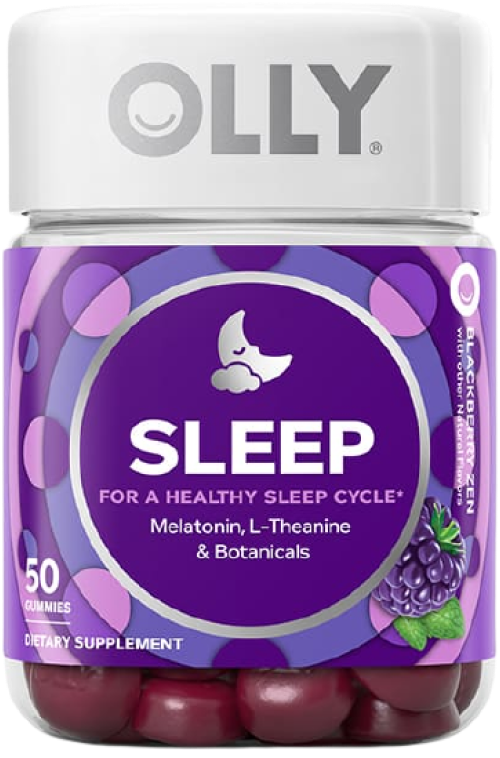 OLLY®
SLEEP
FOR A HEALTHY SLEEP CYCLE*
Melatonin, L-Theanine
& Botanicals
BLACKBERRY ZEN
with other Natural Flavors
50
GUMMIES
DIETARY SUPPLEMENT